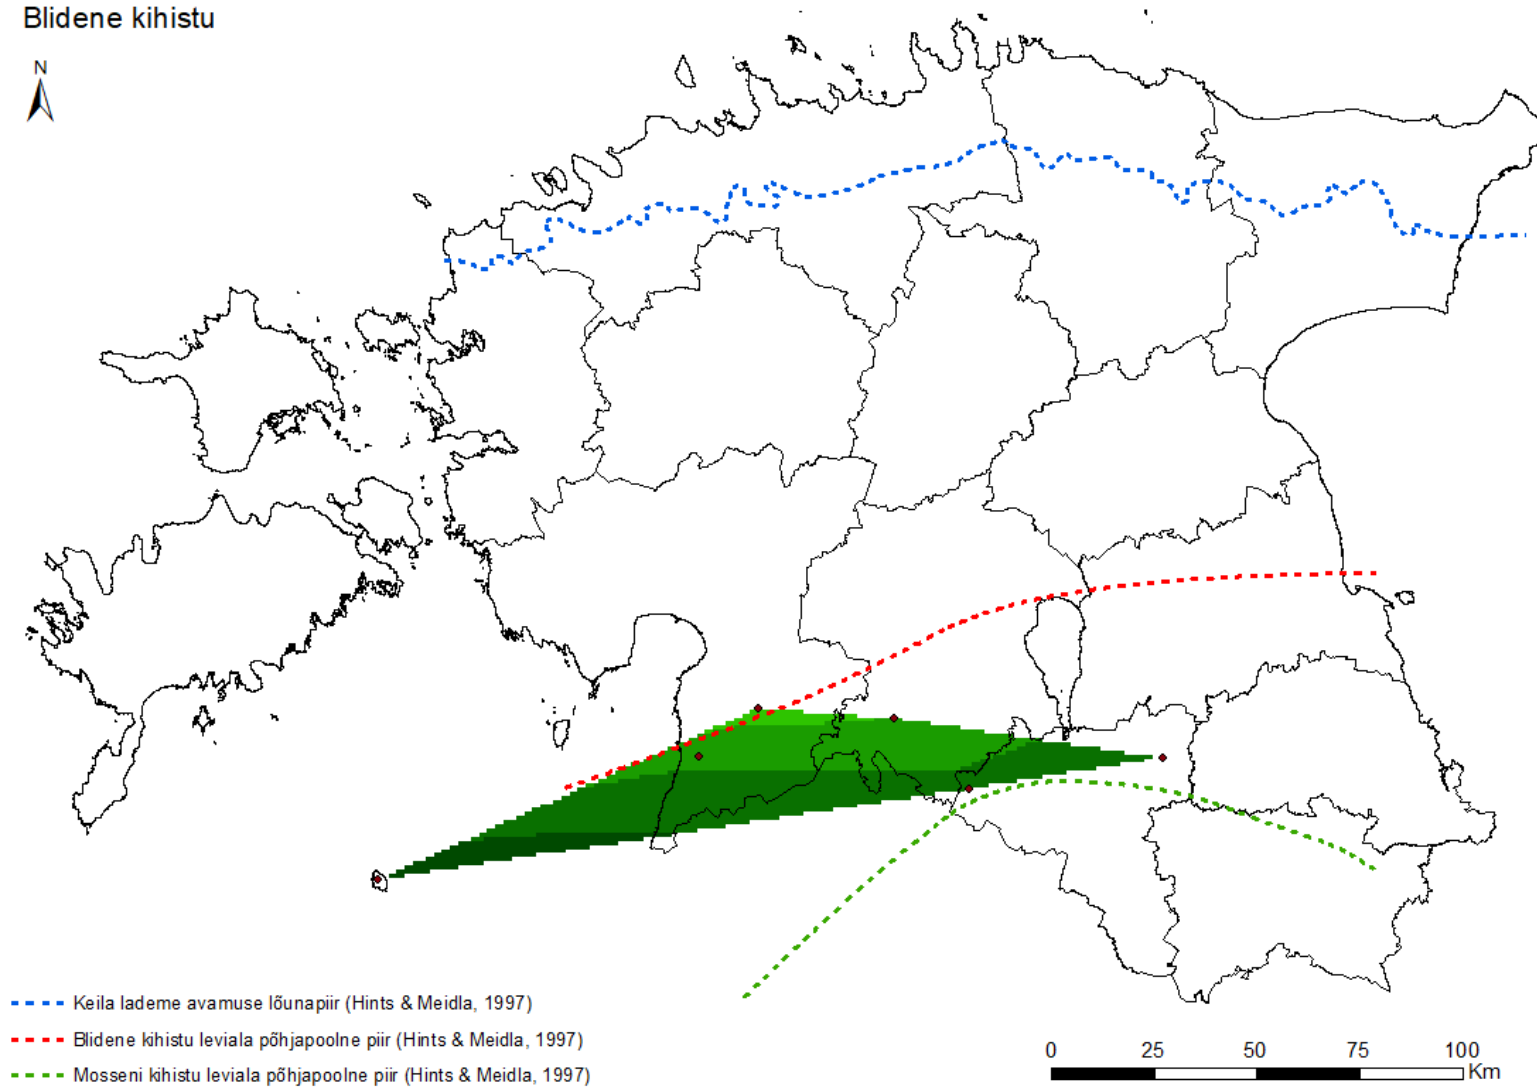 Blidene kihistu
N
Keila lademe avamuse lõunapiir (Hints & Meidla, 1997)
Blidene kihistu leviala põhjapoolne piir (Hints & Meidla, 1997)
Mosseni kihistu leviala põhjapoolne piir (Hints & Meidla, 1997)
0 25 50 75 100
Km